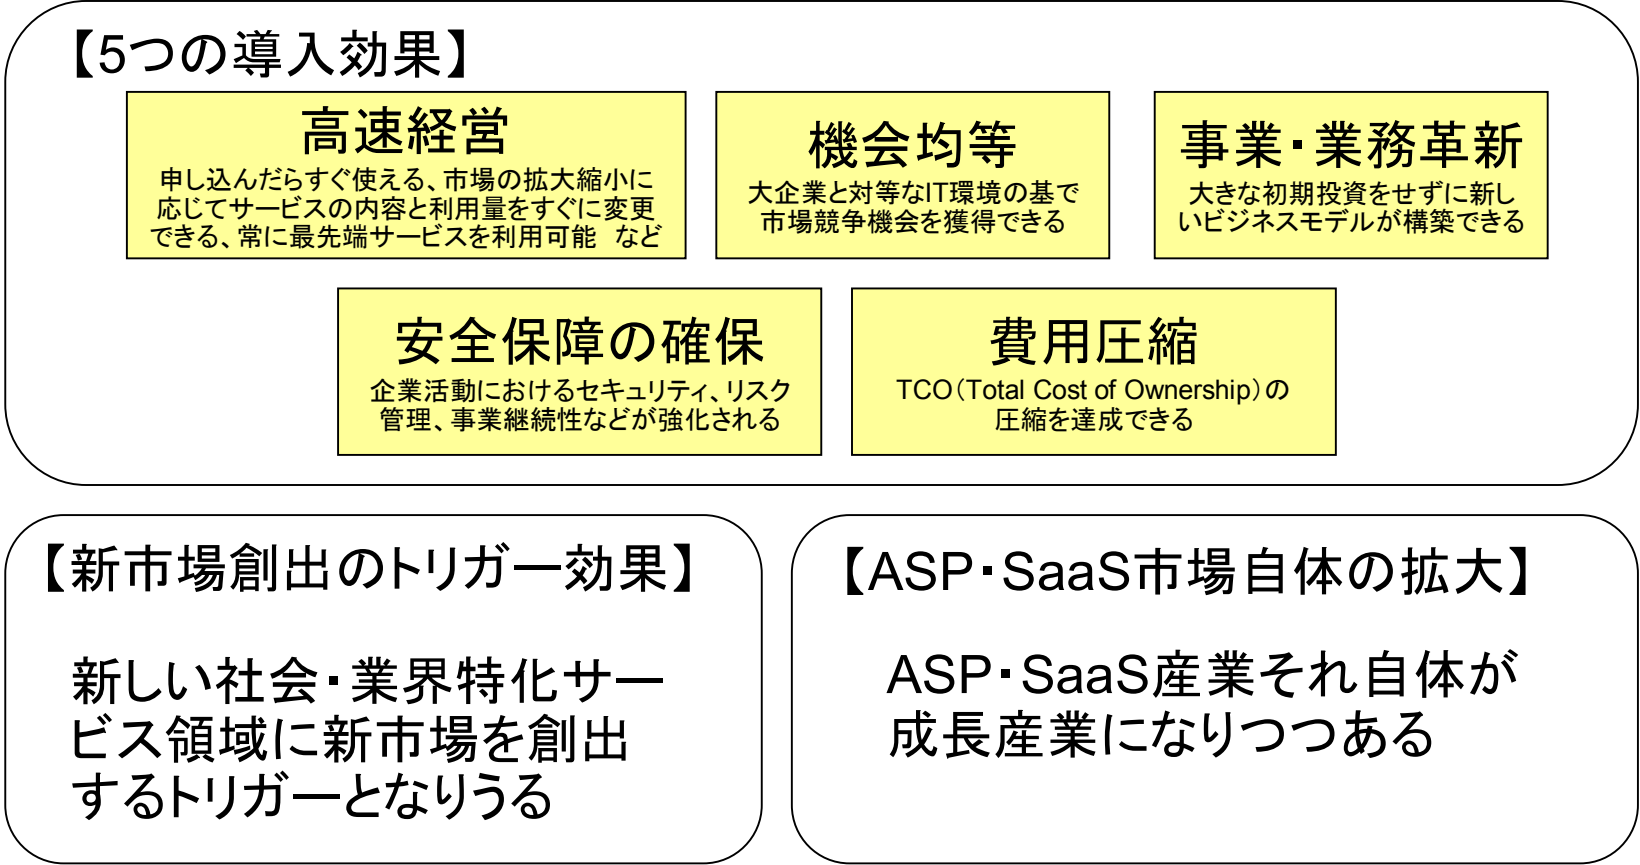 【5つの導入効果】
高速経営
申し込んだらすぐ使える、市場の拡大縮小に
応じてサービスの内容と利用量をすぐに変更
できる、常に最先端サービスを利用可能　など
機会均等
大企業と対等なIT環境の基で
市場競争機会を獲得できる
事業・業務革新
大きな初期投資をせずに新し
いビジネスモデルが構築できる
安全保障の確保
企業活動におけるセキュリティ、リスク
管理、事業継続性などが強化される
費用圧縮
TCO（Total Cost of Ownership）の
圧縮を達成できる
【新市場創出のトリガー効果】
新しい社会・業界特化サー
ビス領域に新市場を創出
するトリガーとなりうる
【ASP・SaaS市場自体の拡大】
ASP・SaaS産業それ自体が
成長産業になりつつある